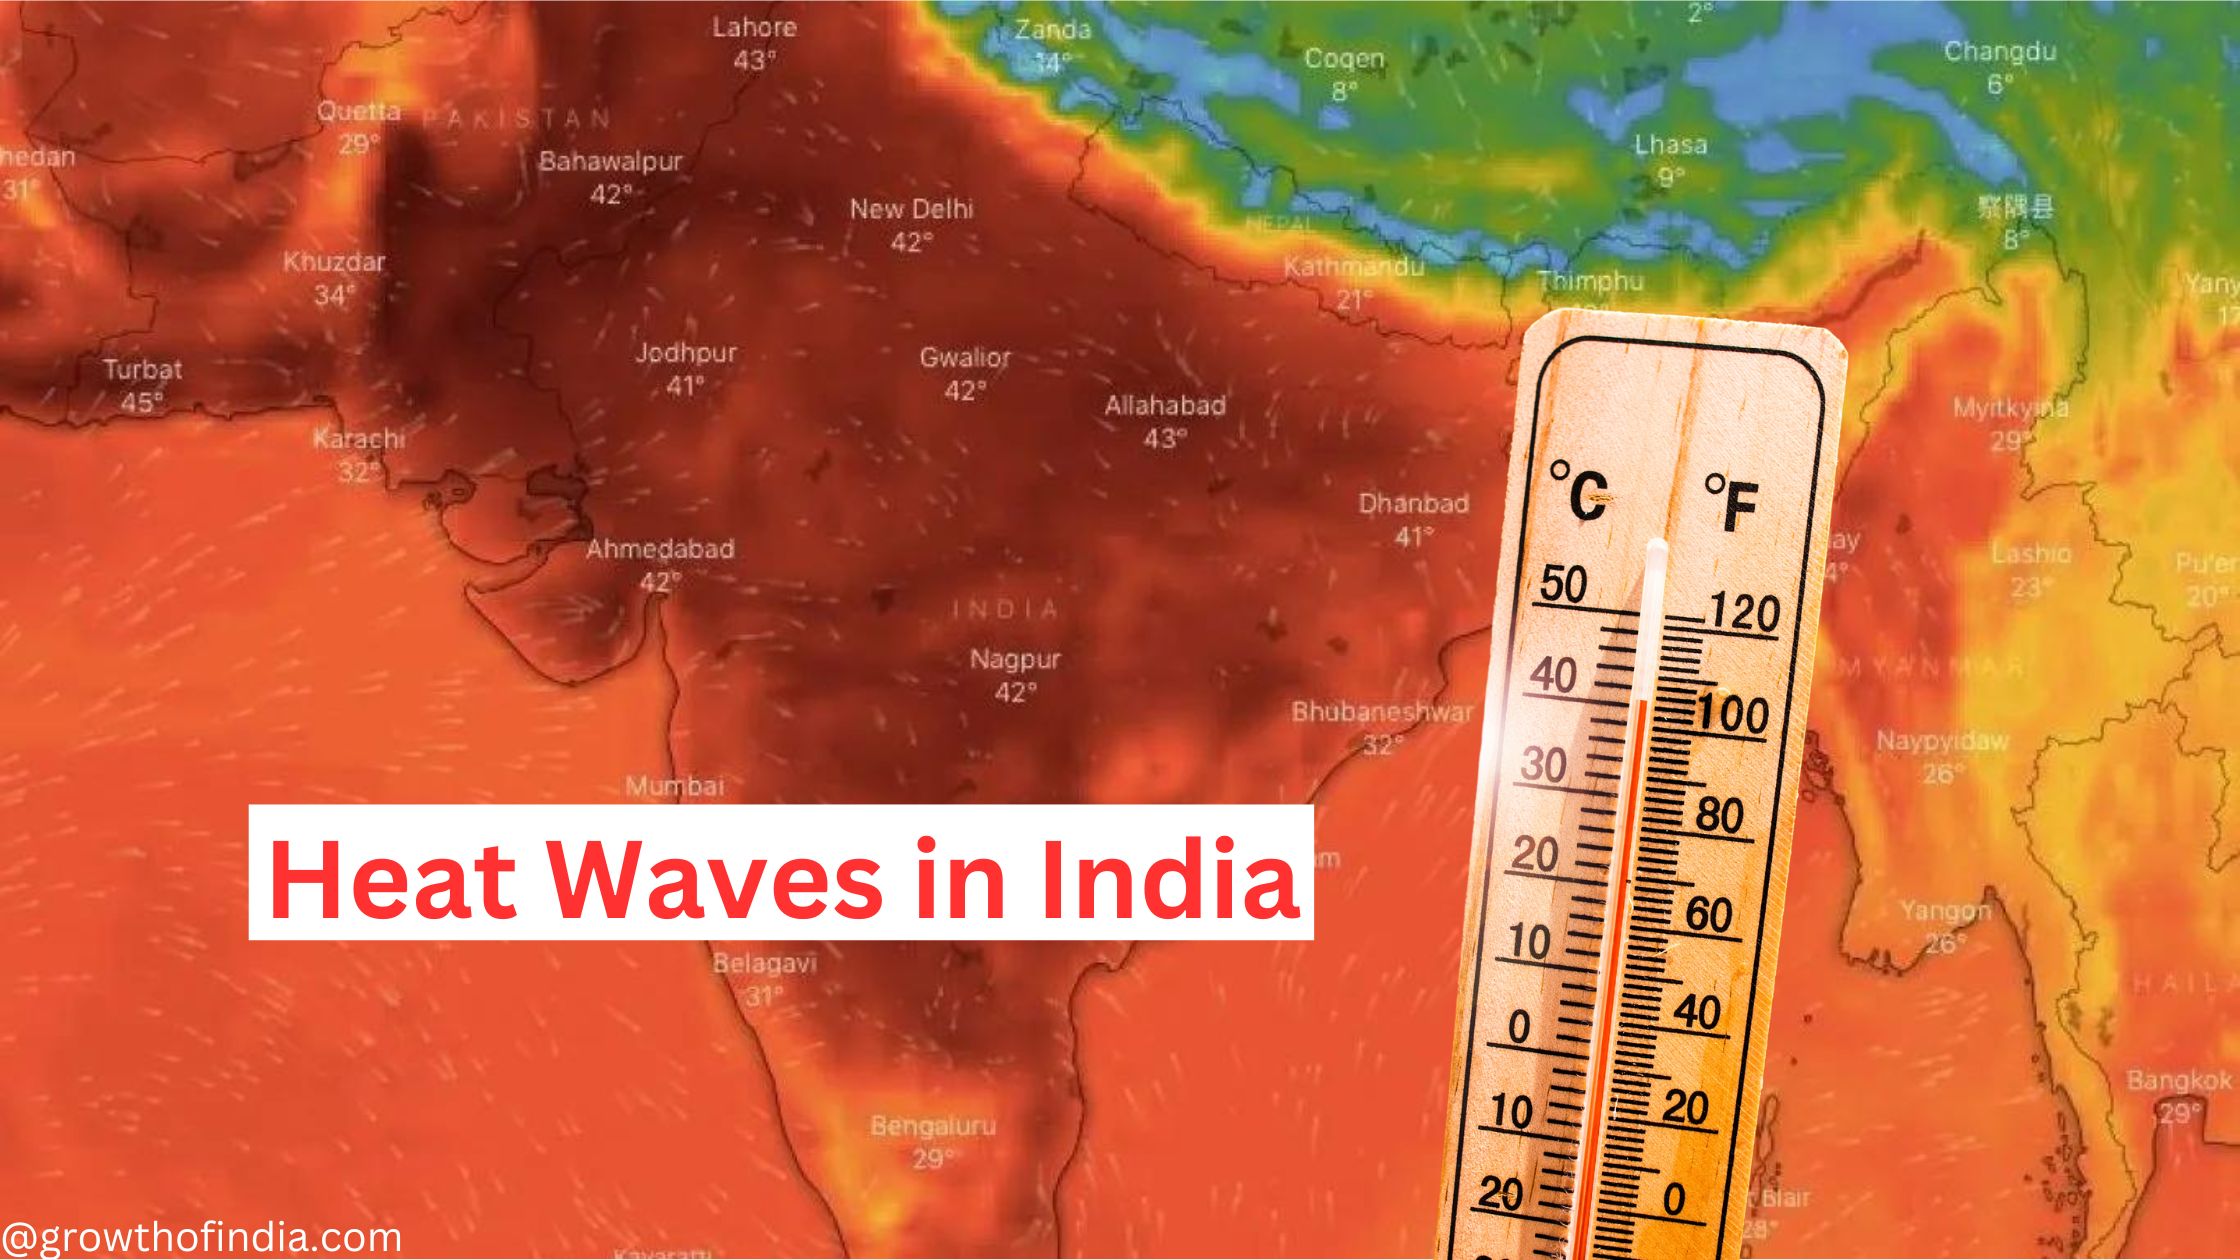 2°
Lahore
43°
Zanda
14°
Coqen
8°
Changdu
6°
Quetta
29°
PAKISTAN
hedan
31°
Bahawalpur
42°
Lhasa
9°
New Delhi
42°
察隅县
8°
NEPAL
Khuzdar
34°
Kathmandu
21°
Thimphu
Yany
Jodhpur
41°
Gwalior
42°
Turbat
45°
Allahabad
43°
Myitkyina
29°
Karachi
32°
Dhanbad
41°
Ahmedabad
42°
ay
4°
Lashio
23°
Pu'er
20°
INDIA
Nagpur
42°
MYANMAR
Bhubaneshwar
32°
Naypyidaw
26°
Mumbai
Heat Waves in India
am
Yangon
26°
Belagavi
31°
HAILA
Bengaluru
29°
Bangkok
29°
t Blair
28°
Kavaratti
°C °F
50 120
40 100
30 80
20 60
10 40
0 20
10 0
20
@growthofindia.com